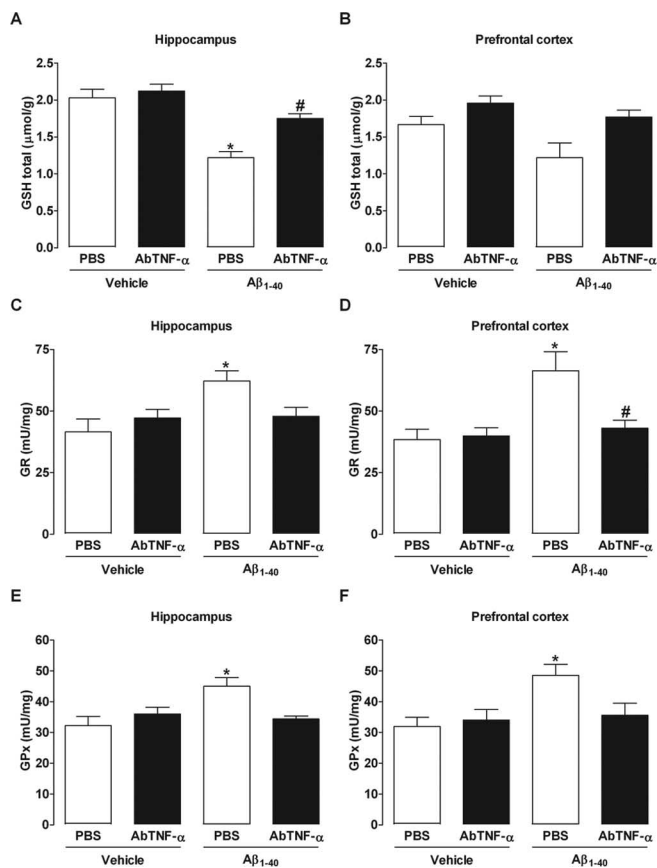 A
Hippocampus
GSH total (μmol/g)
2.5
2.0
1.5
1.0
0.5
0.0
*
#
PBS AbTNF-α PBS AbTNF-α
Vehicle Aβ1-40
B
Prefrontal cortex
GSH total (μmol/g)
2.5
2.0
1.5
1.0
0.5
0.0
PBS AbTNF-α PBS AbTNF-α
Vehicle Aβ1-40
C
Hippocampus
GR (mU/mg)
75
50
25
0
*
PBS AbTNF-α PBS AbTNF-α
Vehicle Aβ1-40
D
Prefrontal cortex
GR (mU/mg)
75
50
25
0
*
#
PBS AbTNF-α PBS AbTNF-α
Vehicle Aβ1-40
E
Hippocampus
GPx (mU/mg)
60
50
40
30
20
10
0
*
PBS AbTNF-α PBS AbTNF-α
Vehicle Aβ1-40
F
Prefrontal cortex
GPx (mU/mg)
60
50
40
30
20
10
0
*
PBS AbTNF-α PBS AbTNF-α
Vehicle Aβ1-40